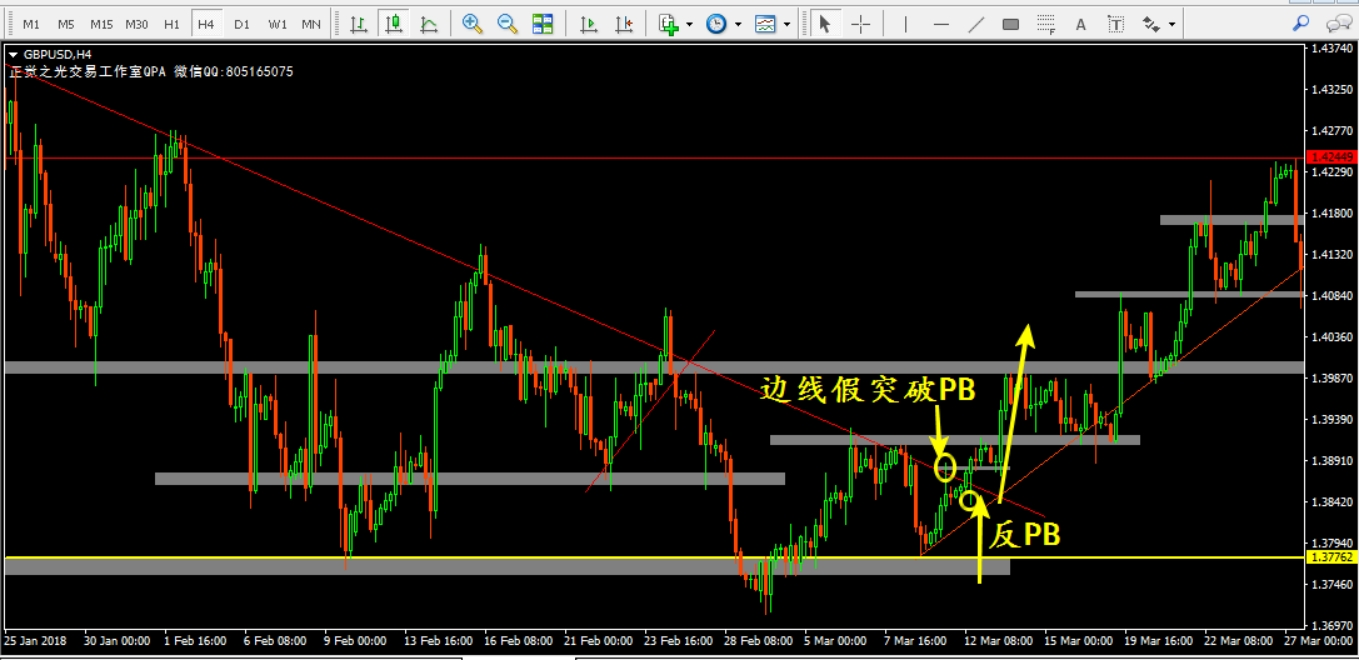 M1 M5 M15 M30 H1 H4 D1 W1 MN A T
GBPUSD,H4
正觉之光交易工作室QPA 微信QQ:805165075
1.43740
1.43250
1.42770
1.42449
1.42290
1.41800
1.41320
1.40840
1.40360
1.39870
边线假突破PB
1.39390
1.38910
1.38420
反PB
1.37940
1.37762
1.37460
1.36970
25 Jan 2018 30 Jan 00:00 1 Feb 16:00 6 Feb 08:00 9 Feb 00:00 13 Feb 16:00 16 Feb 08:00 21 Feb 00:00 23 Feb 16:00 28 Feb 08:00 5 Mar 00:00 7 Mar 16:00 12 Mar 08:00 15 Mar 00:00 19 Mar 16:00 22 Mar 08:00 27 Mar 00:00